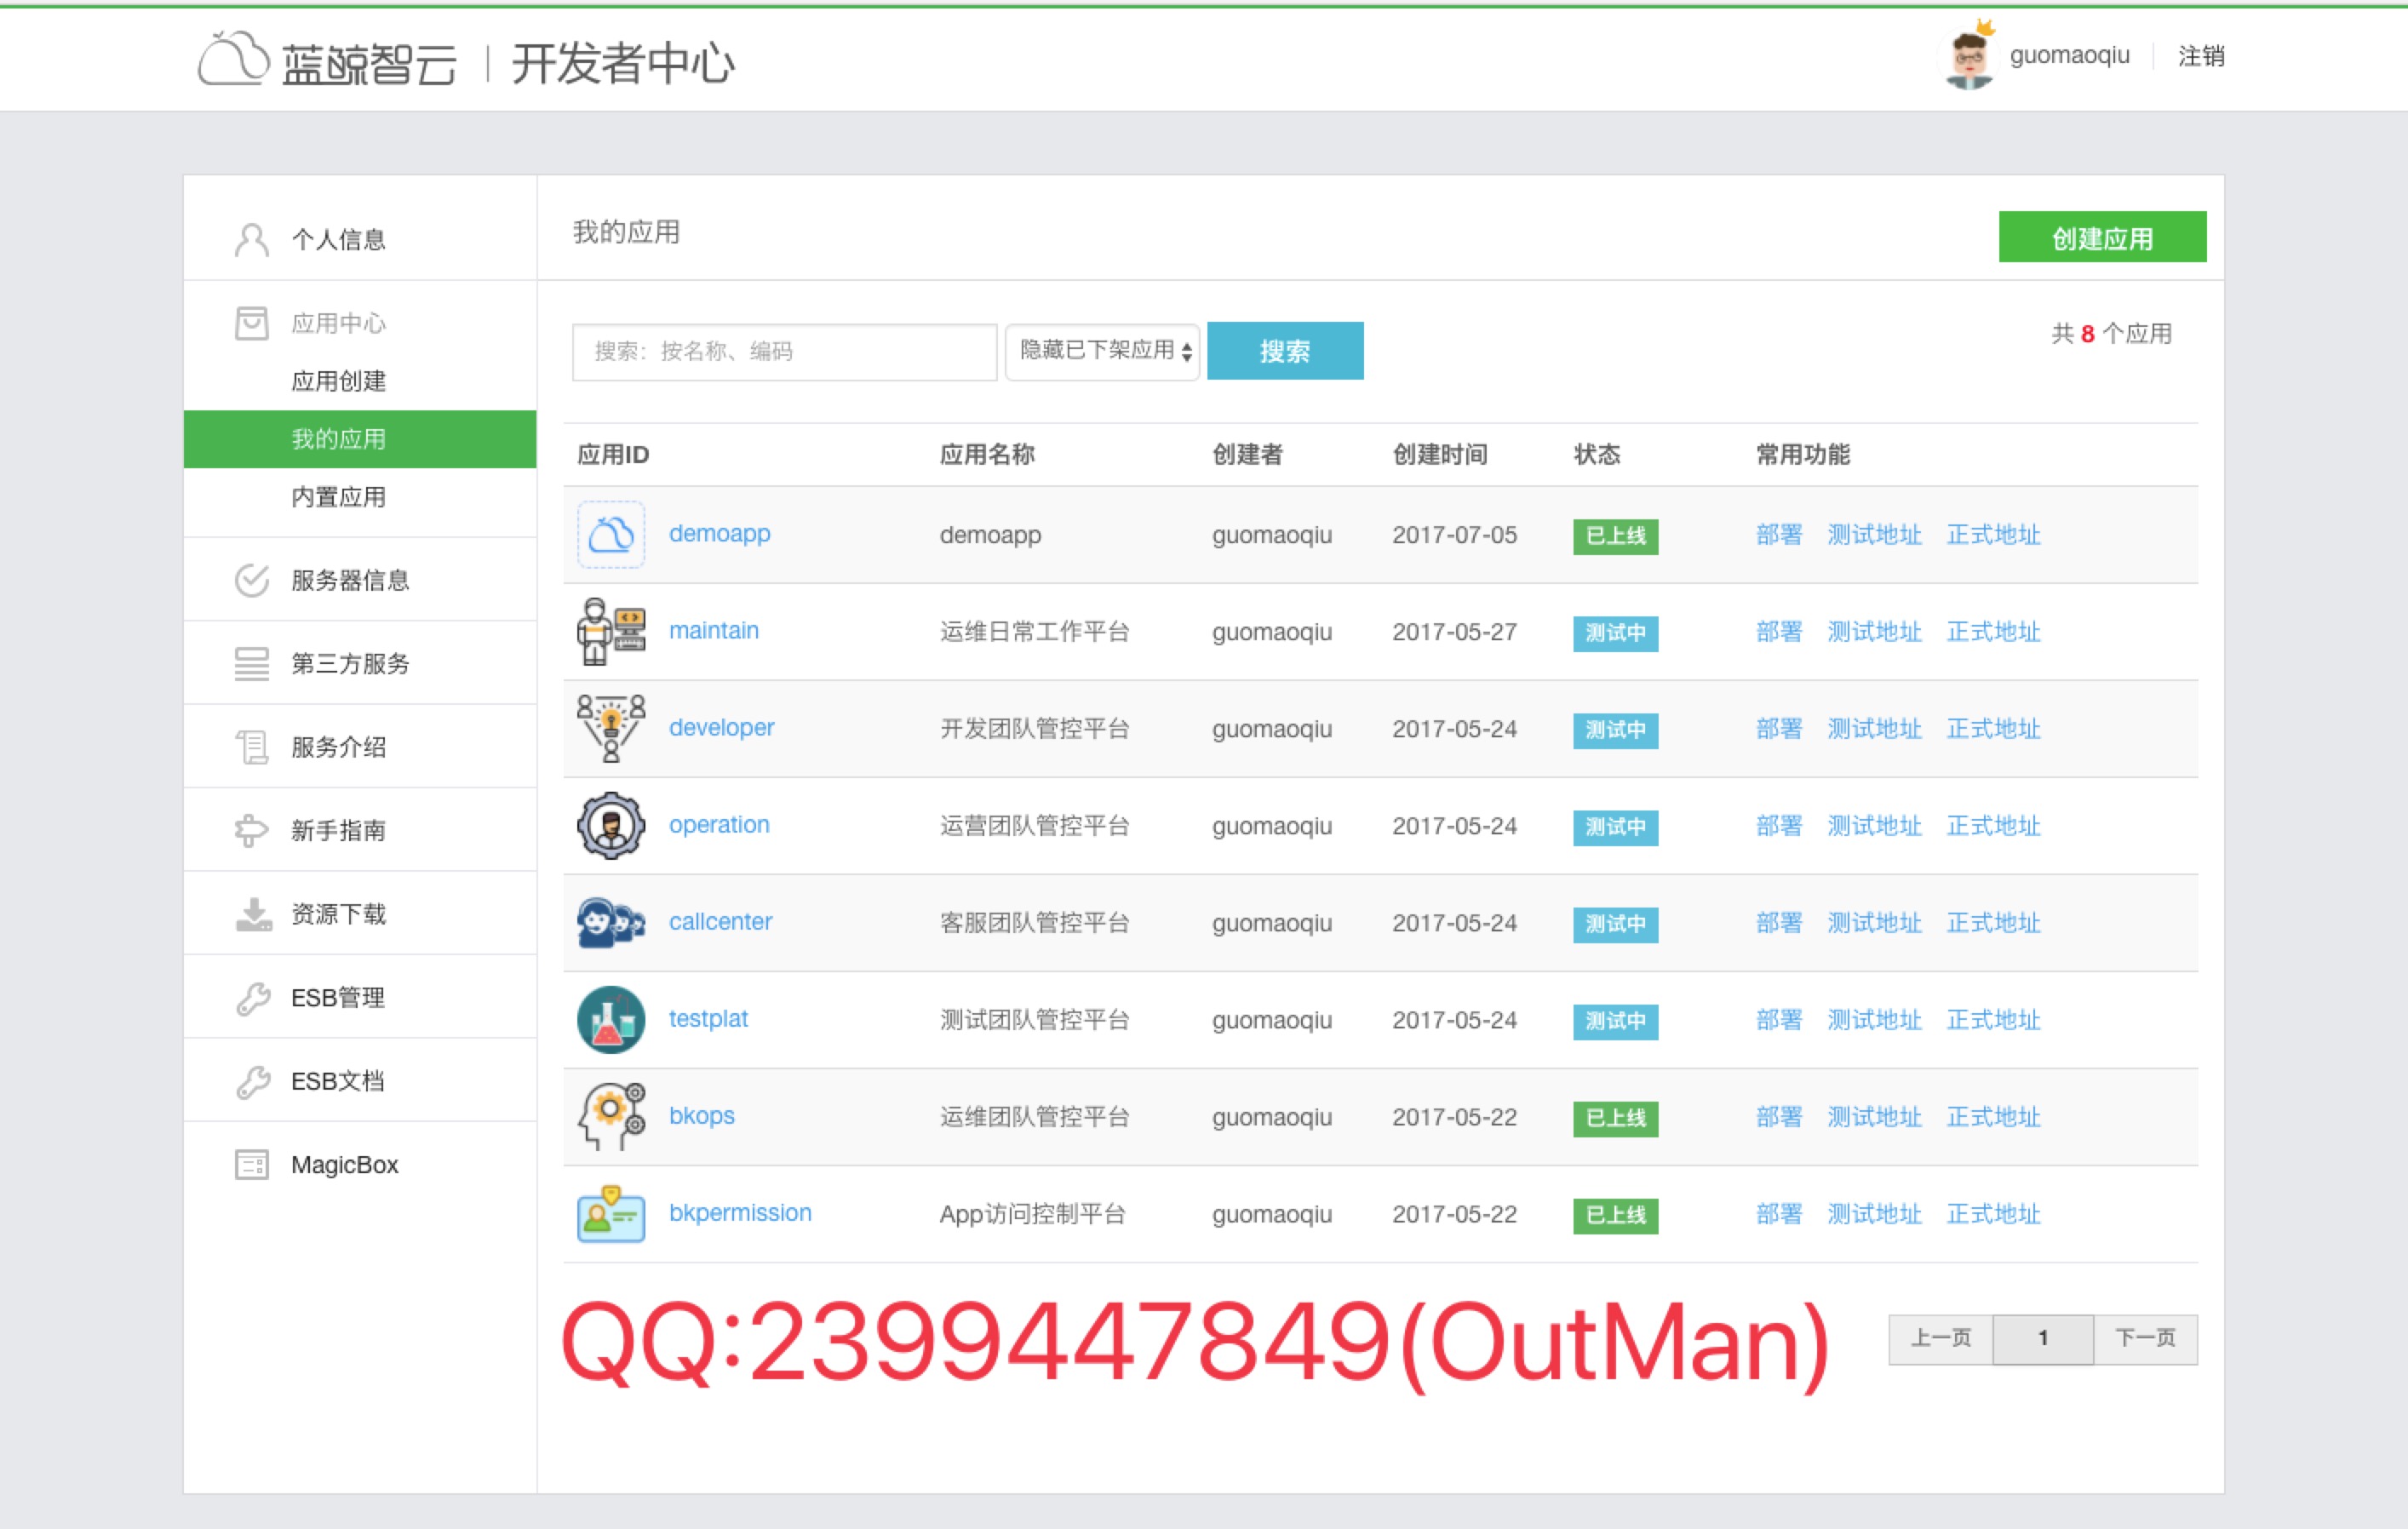 蓝鲸智云 | 开发者中心
guomaoqiu 注销
个人信息
应用中心
应用创建
我的应用
内置应用
服务器信息
第三方服务
服务介绍
新手指南
资源下载
ESB管理
ESB文档
MagicBox
我的应用 创建应用
搜索：按名称、编码 隐藏已下架应用 搜索 共 8 个应用
应用ID 应用名称 创建者 创建时间 状态 常用功能
demoapp demoapp guomaoqiu 2017-07-05 已上线 部署 测试地址 正式地址
maintain 运维日常工作平台 guomaoqiu 2017-05-27 测试中 部署 测试地址 正式地址
developer 开发团队管控平台 guomaoqiu 2017-05-24 测试中 部署 测试地址 正式地址
operation 运营团队管控平台 guomaoqiu 2017-05-24 测试中 部署 测试地址 正式地址
callcenter 客服团队管控平台 guomaoqiu 2017-05-24 测试中 部署 测试地址 正式地址
testplat 测试团队管控平台 guomaoqiu 2017-05-24 测试中 部署 测试地址 正式地址
bkops 运维团队管控平台 guomaoqiu 2017-05-22 已上线 部署 测试地址 正式地址
bkpermission App访问控制平台 guomaoqiu 2017-05-22 已上线 部署 测试地址 正式地址
QQ:2399447849(OutMan)
上一页 1 下一页